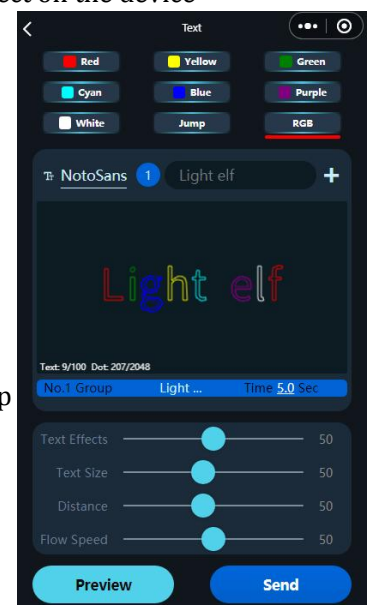 ect on the device
Text
Red Yellow Green
Cyan Blue Purple
White Jump RGB
Tr NotoSans 1 Light elf +
Light elf
Text: 9/100 Dot: 207/2048
No.1 Group Light ... Time 5.0 Sec
p
Text Effects 50
Text Size 50
Distance 50
Flow Speed 50
Preview Send